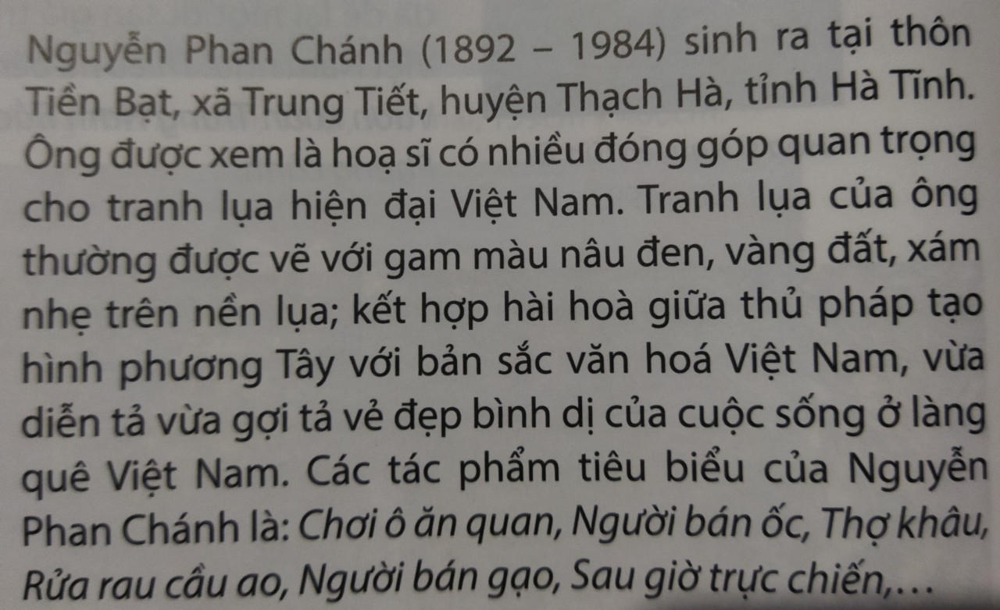 Nguyễn Phan Chánh (1892 – 1984) sinh ra tại thôn
Tiền Bạt, xã Trung Tiết, huyện Thạch Hà, tỉnh Hà Tĩnh.
Ông được xem là hoạ sĩ có nhiều đóng góp quan trọng
cho tranh lụa hiện đại Việt Nam. Tranh lụa của ông
thường được vẽ với gam màu nâu đen, vàng đất, xám
nhẹ trên nền lụa; kết hợp hài hoà giữa thủ pháp tạo
hình phương Tây với bản sắc văn hoá Việt Nam, vừa
diễn tả vừa gợi tả vẻ đẹp bình dị của cuộc sống ở làng
quê Việt Nam. Các tác phẩm tiêu biểu của Nguyễn
Phan Chánh là: Chơi ô ăn quan, Người bán ốc, Thợ khâu,
Rửa rau cầu ao, Người bán gạo, Sau giờ trực chiến,...